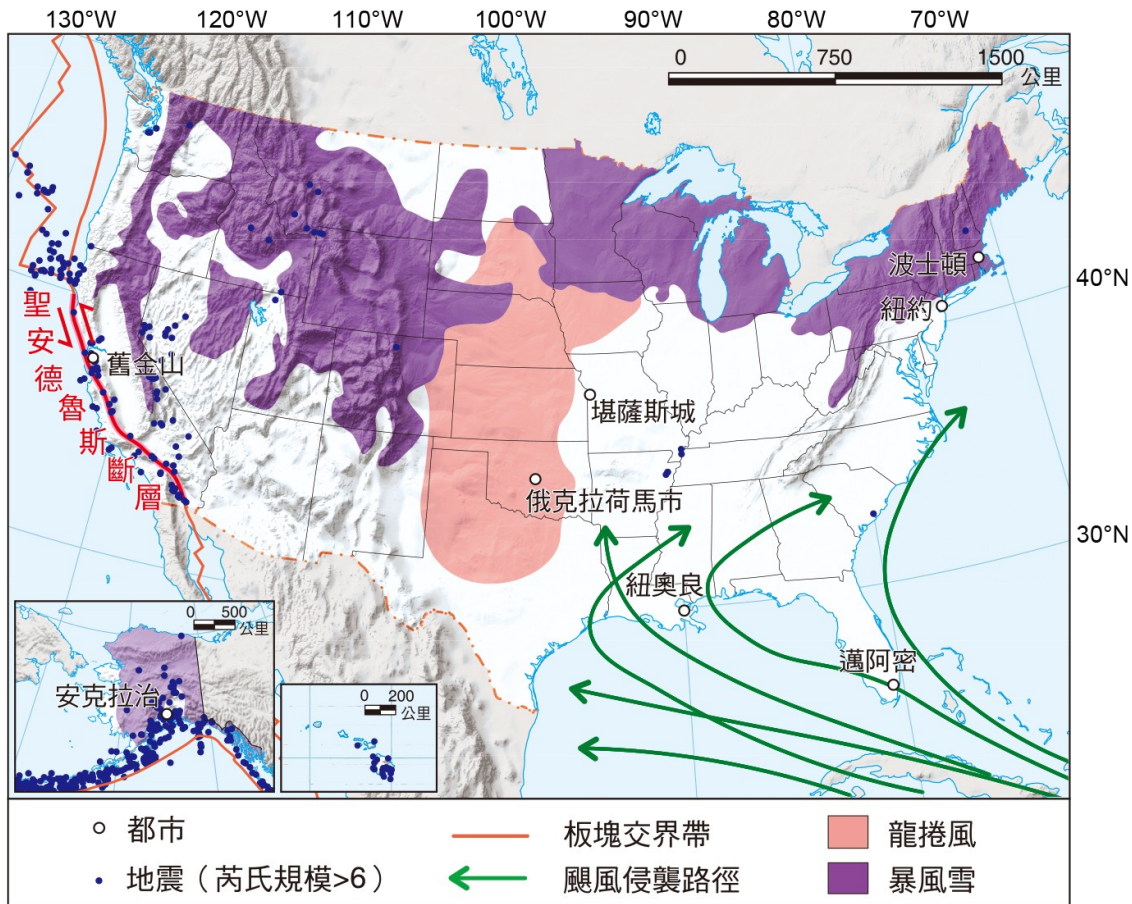 130°W 120°W 110°W 100°W 90°W 80°W 70°W
0 750 1500 公里
40°N
30°N
波士頓
紐約
聖安德魯斯斷層
舊金山
堪薩斯城
俄克拉荷馬市
紐奧良
邁阿密
0 500 公里
安克拉治
0 200 公里
都市
板塊交界帶
龍捲風
地震（芮氏規模>6）
颶風侵襲路徑
暴風雪